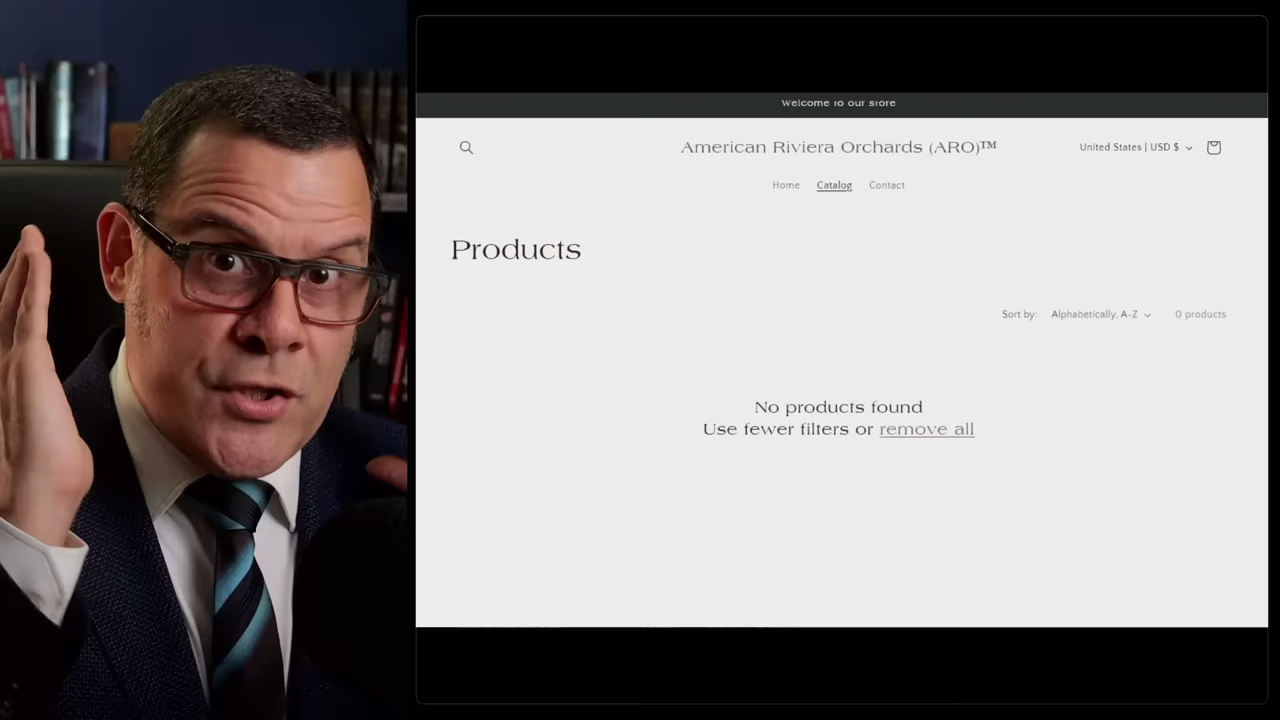 Welcome to our store
American Riviera Orchards (ARO)™
United States | USD $
Home Catalog Contact
Products
Sort by: Alphabetically, A-Z 0 products
No products found
Use fewer filters or remove all